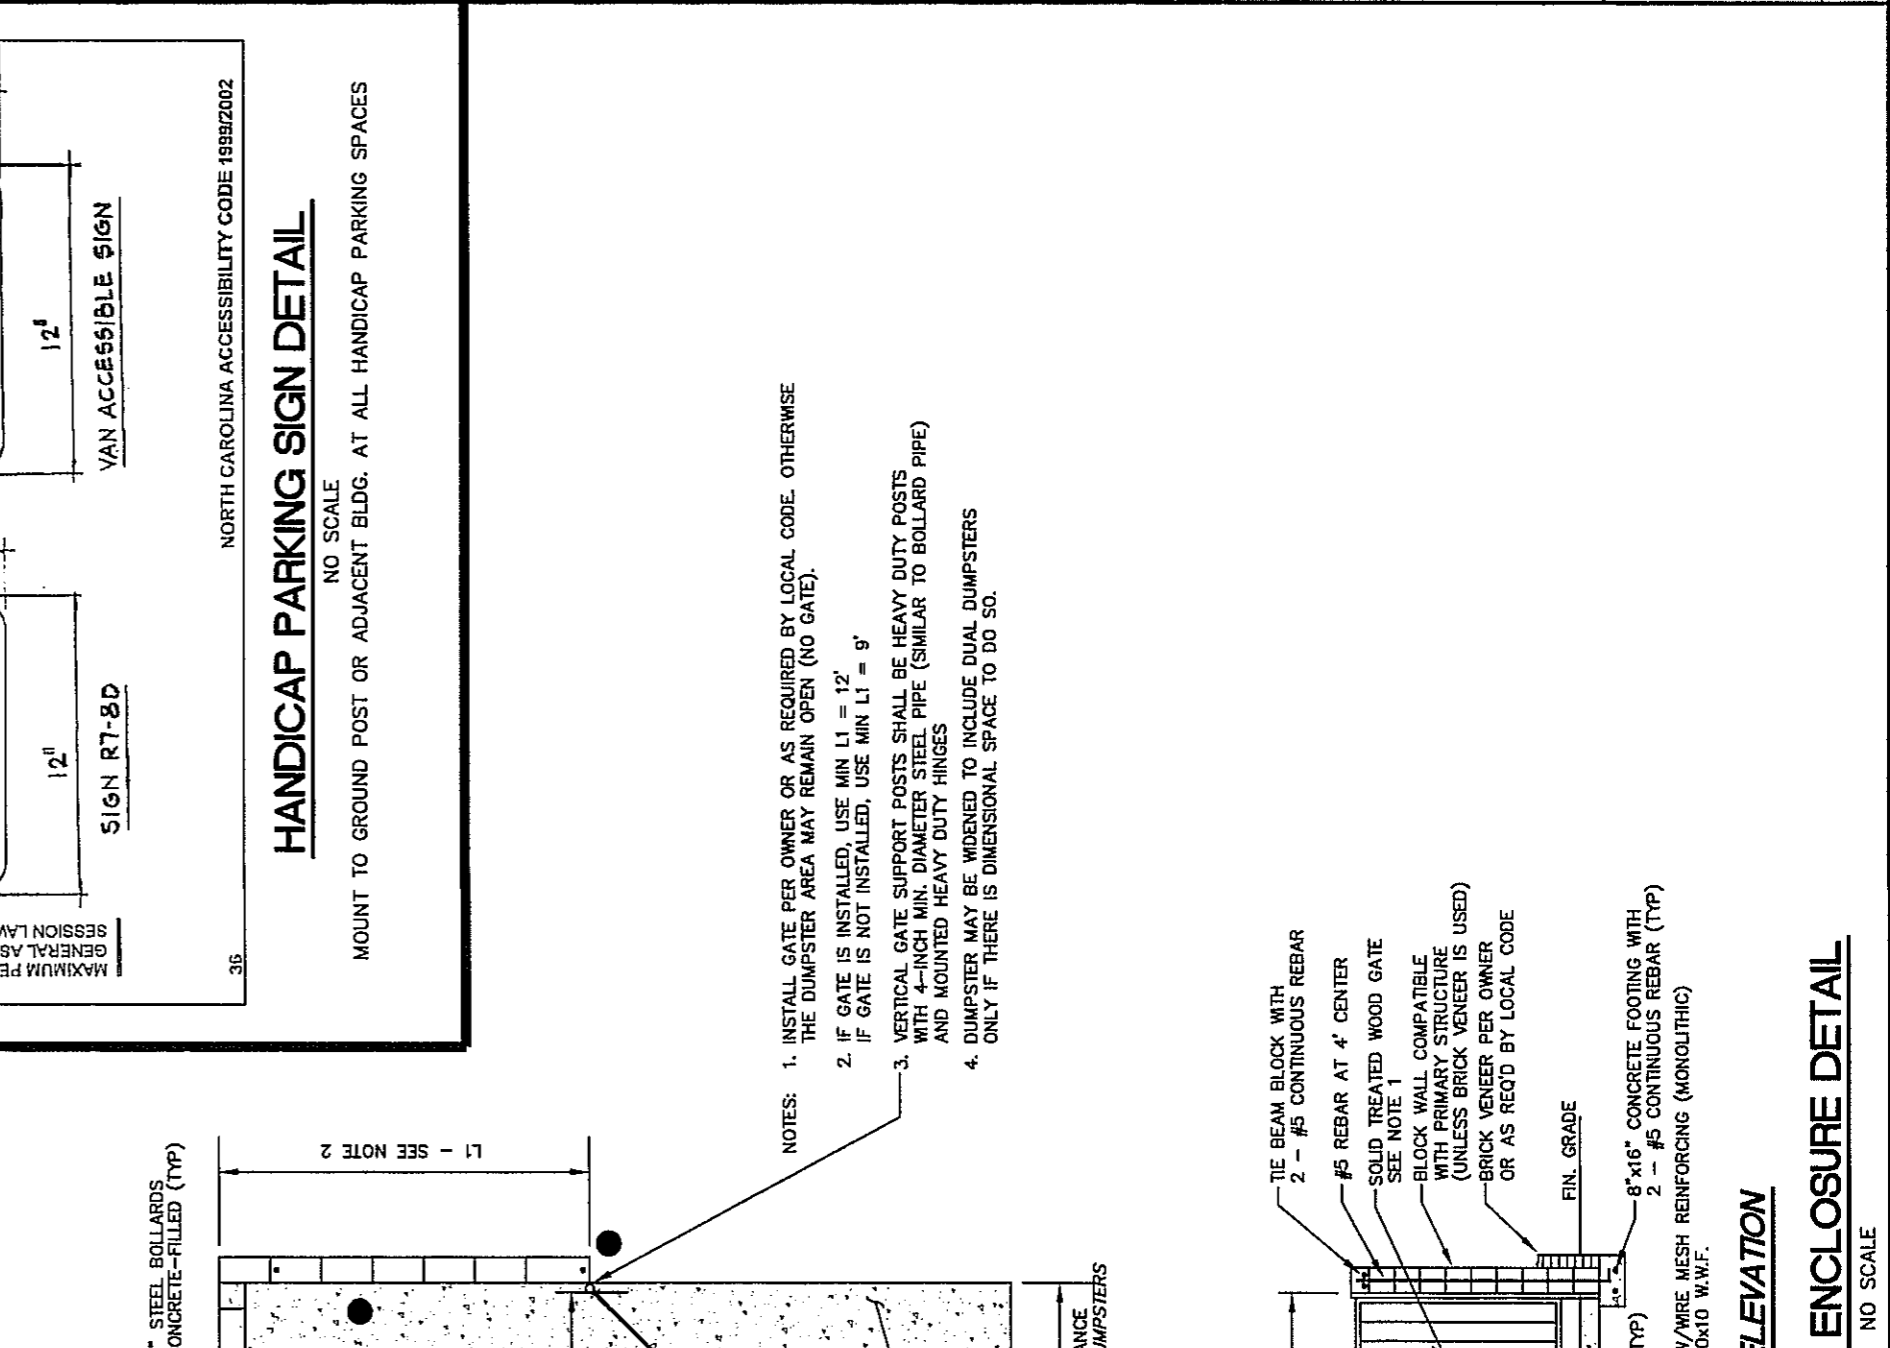 12"
VAN ACCESSIBLE SIGN
12"
SIGN R7-8D
MAXIMUM
GENERAL
SESSION
NORTH CAROLINA ACCESSIBILITY CODE 1999/2002
36
HANDICAP PARKING SIGN DETAIL
NO SCALE
MOUNT TO GROUND POST OR ADJACENT BLDG. AT ALL HANDICAP PARKING SPACES
STEEL BOLLARDS
CONCRETE-FILLED (TYP)
L1 - SEE NOTE 2
NOTES: 1. INSTALL GATE PER OWNER OR AS REQUIRED BY LOCAL CODE. OTHERWISE
THE DUMPSTER AREA MAY REMAIN OPEN (NO GATE).
2. IF GATE IS INSTALLED, USE MIN L1 = 12'
IF GATE IS NOT INSTALLED, USE MIN L1 = 9'
3. VERTICAL GATE SUPPORT POSTS SHALL BE HEAVY DUTY POSTS
WITH 4-INCH MIN. DIAMETER STEEL PIPE (SIMILAR TO BOLLARD PIPE)
AND MOUNTED HEAVY DUTY HINGES
4. DUMPSTER MAY BE WIDENED TO INCLUDE DUAL DUMPSTERS
ONLY IF THERE IS DIMENSIONAL SPACE TO DO SO.
TIE BEAM BLOCK WITH
2 - #5 CONTINUOUS REBAR
#5 REBAR AT 4' CENTER
SOLID TREATED WOOD GATE
SEE NOTE 1
BLOCK WALL COMPATIBLE
WITH PRIMARY STRUCTURE
(UNLESS BRICK VENEER IS USED)
BRICK VENEER PER OWNER
OR AS REQ'D BY LOCAL CODE
FIN. GRADE
8"x16" CONCRETE FOOTING WITH
2 - #5 CONTINUOUS REBAR (TYP)
W/WIRE MESH REINFORCING (MONOLITHIC)
W.W.F.
ELEVATION
ENCLOSURE DETAIL
NO SCALE